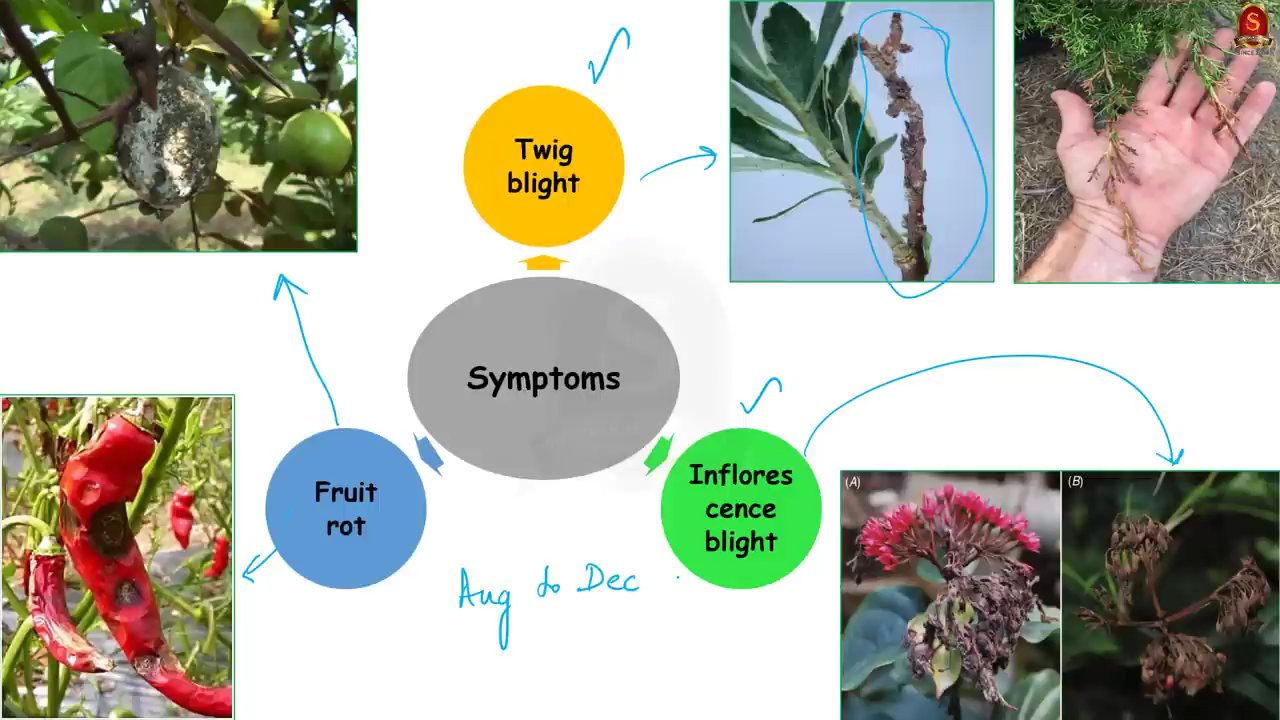 Twig
blight
Symptoms
Fruit
rot
Inflores
cence
blight
Aug to Dec
(A)
(B)